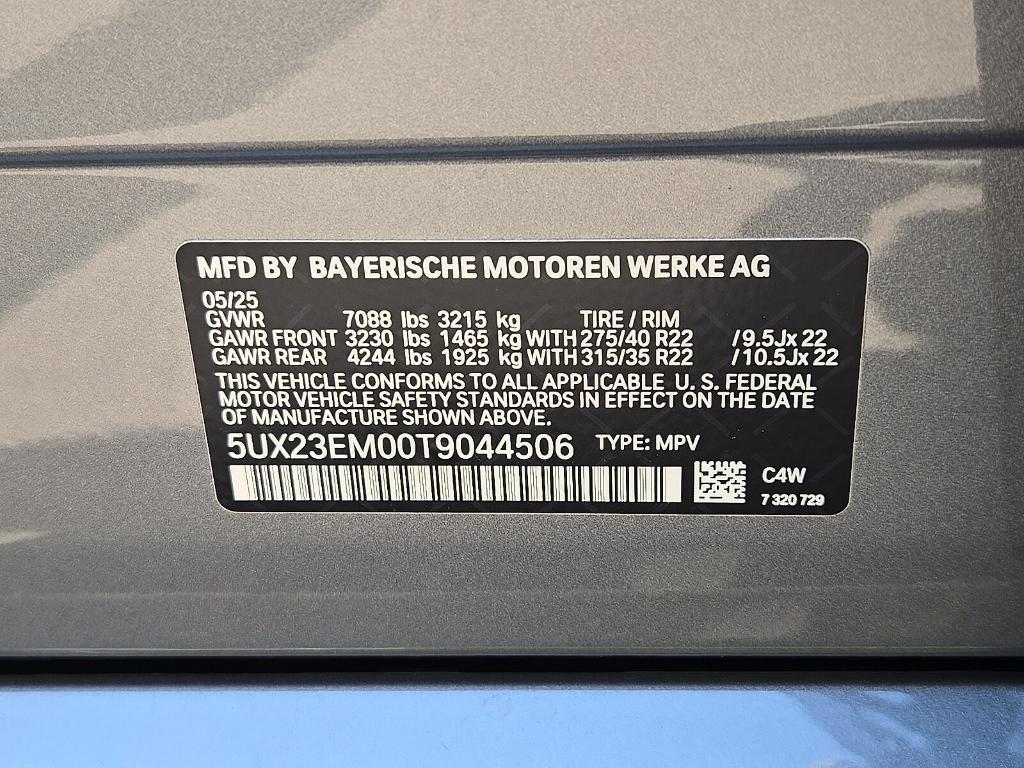 MFD BY BAYERISCHE MOTOREN WERKE AG
05/25
GVWR 7088 lbs 3215 kg TIRE / RIM
GAWR FRONT 3230 lbs 1465 kg WITH 275/40 R22 /9.5Jx 22
GAWR REAR 4244 lbs 1925 kg WITH 315/35 R22 /10.5Jx 22
THIS VEHICLE CONFORMS TO ALL APPLICABLE U. S. FEDERAL
MOTOR VEHICLE SAFETY STANDARDS IN EFFECT ON THE DATE
OF MANUFACTURE SHOWN ABOVE.
5UX23EM00T9044506 TYPE: MPV
C4W
7 320 729